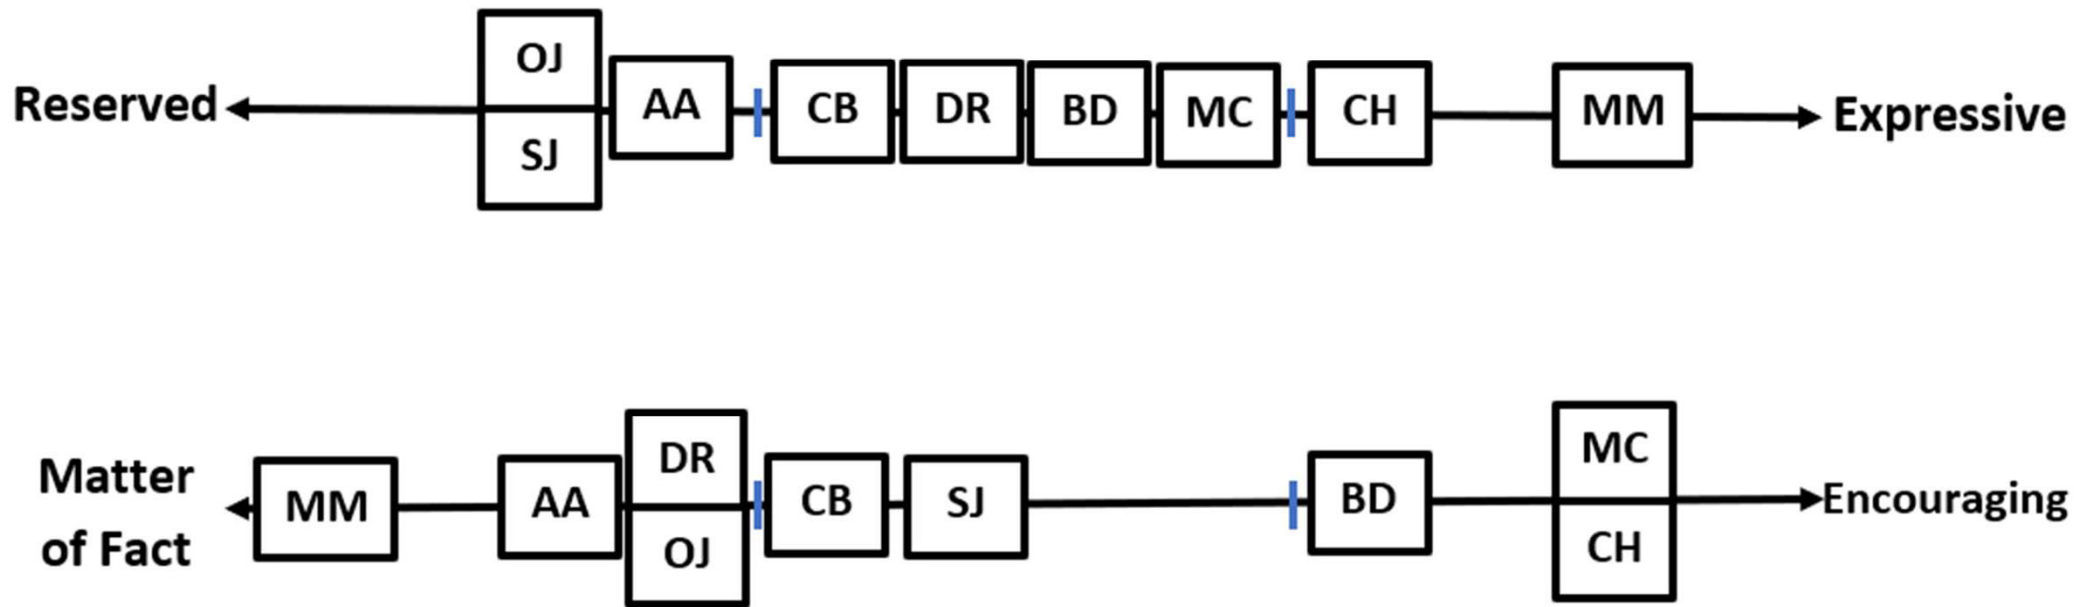 OJ
Reserved
SJ
AA
CB
DR
BD
MC
CH
MM
Expressive
Matter
of Fact
MM
AA
DR
OJ
CB
SJ
BD
MC
CH
Encouraging